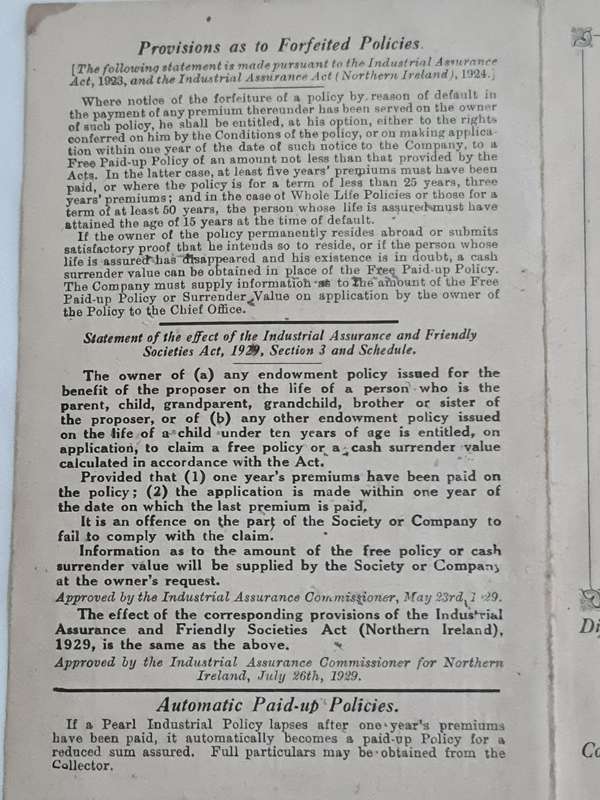 Provisions as to Forfeited Policies.
[The following statement is made pursuant to the Industrial Assurance
Act, 1923, and the Industrial Assurance Act (Northern Ireland), 1924.]
Where notice of the forfeiture of a policy by reason of default in
the payment of any premium thereunder has been served on the owner
of such policy, he shall be entitled, at his option, either to the rights
conferred on him by the Conditions of the policy, or on making applica-
tion within one year of the date of such notice to the Company, to a
Free Paid-up Policy of an amount not less than that provided by the
Acts. In the latter case, at least five years' premiums must have been
paid, or where the policy is for a term of less than 25 years, three
years' premiums; and in the case of Whole Life Policies or those for a
term of at least 50 years, the person whose life is assured must have
attained the age of 15 years at the time of default.
If the owner of the policy permanently resides abroad or submits
satisfactory proof that he intends so to reside, or if the person whose
life is assured has disappeared and his existence is in doubt, a cash
surrender value can be obtained in place of the Free Paid-up Policy.
The Company must supply information as to the amount of the Free
Paid-up Policy or Surrender Value on application by the owner of
the Policy to the Chief Office.
Statement of the effect of the Industrial Assurance and Friendly
Societies Act, 1929, Section 3 and Schedule.
The owner of (a) any endowment policy issued for the
benefit of the proposer on the life of a person who is the
parent, child, grandparent, grandchild, brother or sister of
the proposer, or of (b) any other endowment policy issued
on the life of a child under ten years of age is entitled, on
application, to claim a free policy or a cash surrender value
calculated in accordance with the Act.
Provided that (1) one year's premiums have been paid on
the policy; (2) the application is made within one year of
the date on which the last premium is paid.
It is an offence on the part of the Society or Company to
fail to comply with the claim.
Information as to the amount of the free policy or cash
surrender value will be supplied by the Society or Company
at the owner's request.
Approved by the Industrial Assurance Commissioner, May 23rd, 1929.
The effect of the corresponding provisions of the Industrial
Assurance and Friendly Societies Act (Northern Ireland),
1929, is the same as the above.
Approved by the Industrial Assurance Commissioner for Northern
Ireland, July 26th, 1929.
Automatic Paid-up Policies.
If a Pearl Industrial Policy lapses after one year's premiums
have been paid, it automatically becomes a paid-up Policy for a
reduced sum assured. Full particulars may be obtained from the
Collector.